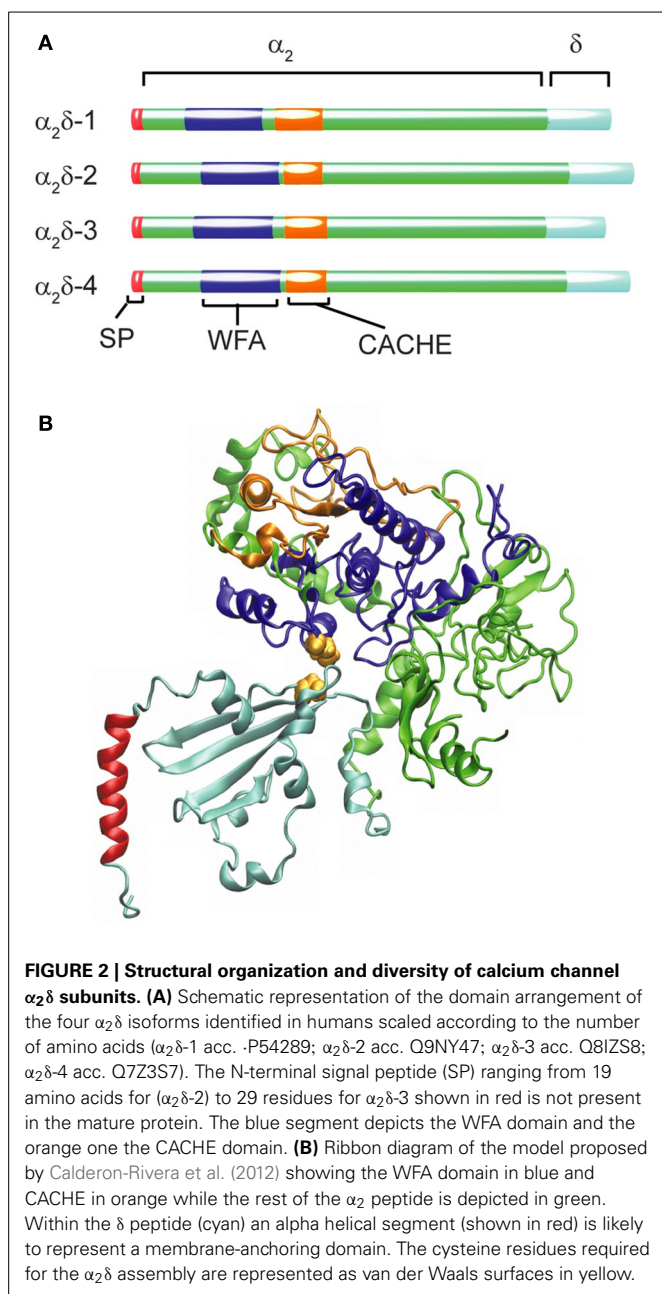 A
α₂ δ
α₂δ-1
α₂δ-2
α₂δ-3
α₂δ-4
SP WFA CACHE
B
FIGURE 2 | Structural organization and diversity of calcium channel
α₂δ subunits. (A) Schematic representation of the domain arrangement of
the four α₂δ isoforms identified in humans scaled according to the number
of amino acids (α₂δ-1 acc. ·P54289; α₂δ-2 acc. Q9NY47; α₂δ-3 acc. Q8IZS8;
α₂δ-4 acc. Q7Z3S7). The N-terminal signal peptide (SP) ranging from 19
amino acids for (α₂δ-2) to 29 residues for α₂δ-3 shown in red is not present
in the mature protein. The blue segment depicts the WFA domain and the
orange one the CACHE domain. (B) Ribbon diagram of the model proposed
by Calderon-Rivera et al. (2012) showing the WFA domain in blue and
CACHE in orange while the rest of the α₂ peptide is depicted in green.
Within the δ peptide (cyan) an alpha helical segment (shown in red) is likely
to represent a membrane-anchoring domain. The cysteine residues required
for the α₂δ assembly are represented as van der Waals surfaces in yellow.